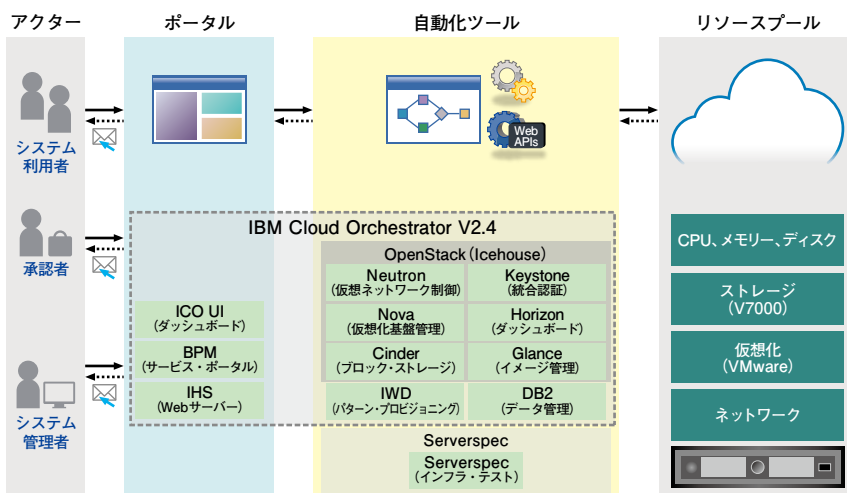 アクター
ポータル
自動化ツール
リソースプール
システム
利用者
Web
APIs
承認者
システム
管理者
IBM Cloud Orchestrator V2.4
ICO UI
(ダッシュボード)
BPM
(サービス・ポータル)
IHS
(Webサーバー)
OpenStack(Icehouse)
Neutron
(仮想ネットワーク制御)
Keystone
(統合認証)
Nova
(仮想化基盤管理)
Horizon
(ダッシュボード)
Cinder
(ブロック・ストレージ)
Glance
(イメージ管理)
IWD
(パターン・プロビジョニング)
DB2
(データ管理)
Serverspec
Serverspec
(インフラ・テスト)
CPU、メモリー、ディスク
ストレージ
(V7000)
仮想化
(VMware)
ネットワーク